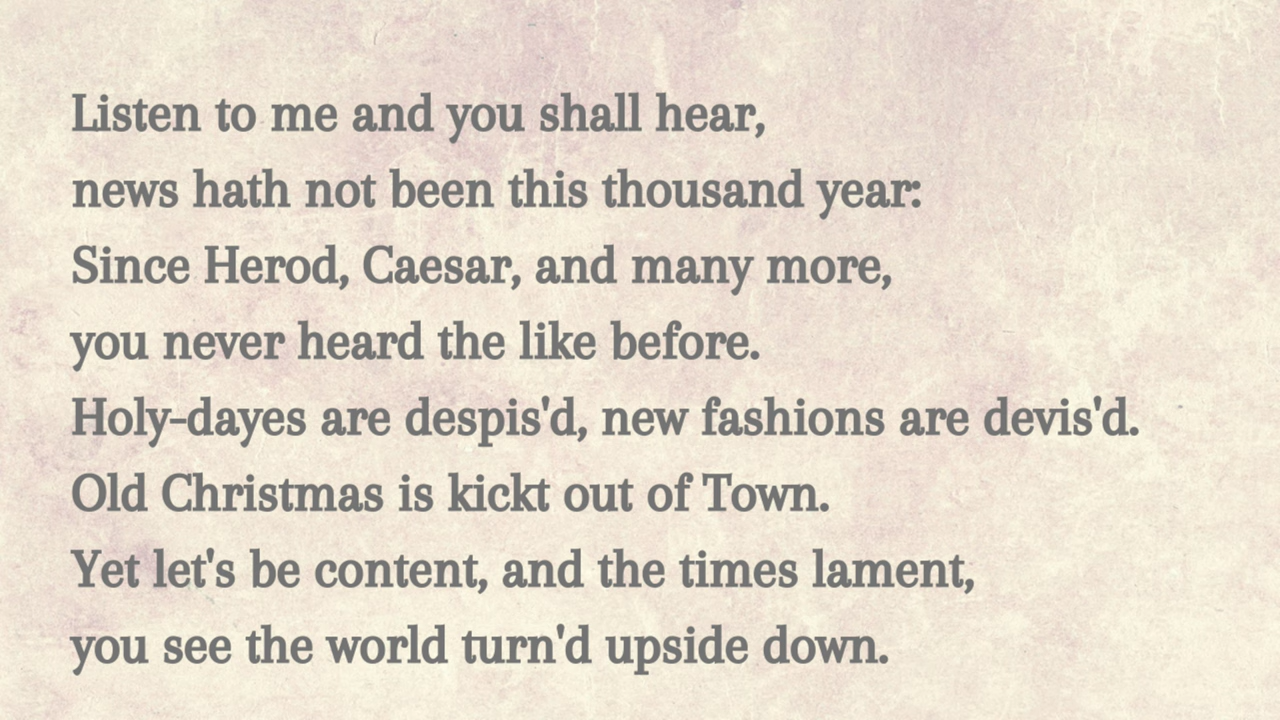 Listen to me and you shall hear,
news hath not been this thousand year:
Since Herod, Caesar, and many more,
you never heard the like before.
Holy-dayes are despis'd, new fashions are devis'd.
Old Christmas is kickt out of Town.
Yet let's be content, and the times lament,
you see the world turn'd upside down.